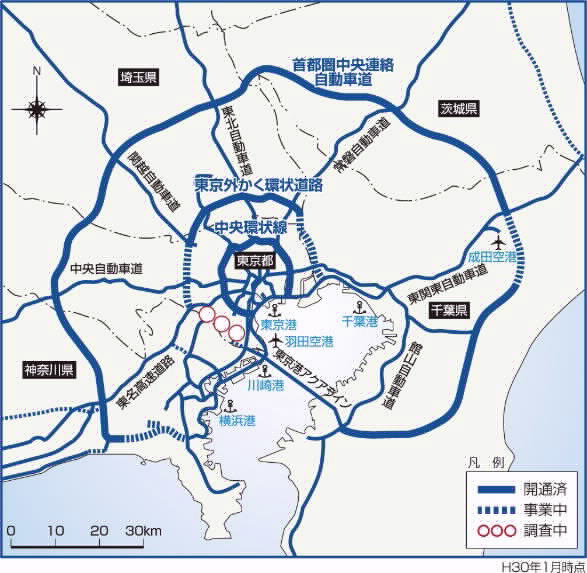 首都圏中央連絡
自動車道
埼玉県
茨城県
N
東北自動車道
常磐自動車道
関越自動車道
東京外かく環状道路
中央環状線
東京都
成田空港
中央自動車道
東関東自動車道
千葉県
東京港
千葉港
羽田空港
神奈川県
東名高速道路
川崎港
東京港アクアライン
館山自動車道
横浜港
凡 例
開通済
事業中
調査中
0 10 20 30km
H30年1月時点